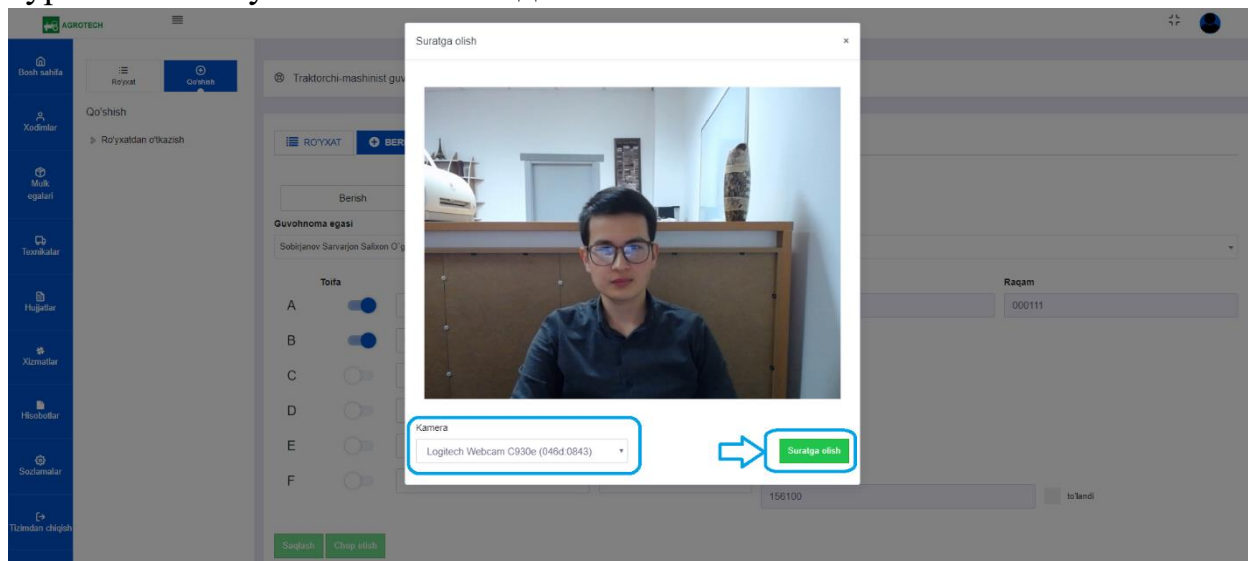 AGROTECH
Suratga olish
×
Bosh sahifa
Ro'yxat
Qo'shish
Traktorchi-mashinist guv
Qo'shish
Ro'yxatdan o'tkazish
Xodimlar
RO'YXAT
BER
Mulk
egalari
Berish
Guvohnoma egasi
Sobirjanov Sarvarjon Salixon O'g
Texnikalar
Toifa
Raqam
A
000111
Hujjatlar
B
Xizmatlar
C
D
Hisobotlar
Kamera
E
Logitech Webcam C930e (046d:0843)
Suratga olish
Sozlamalar
F
156100
to'landi
Tizimdan chiqish
Saqlash
Chop etish